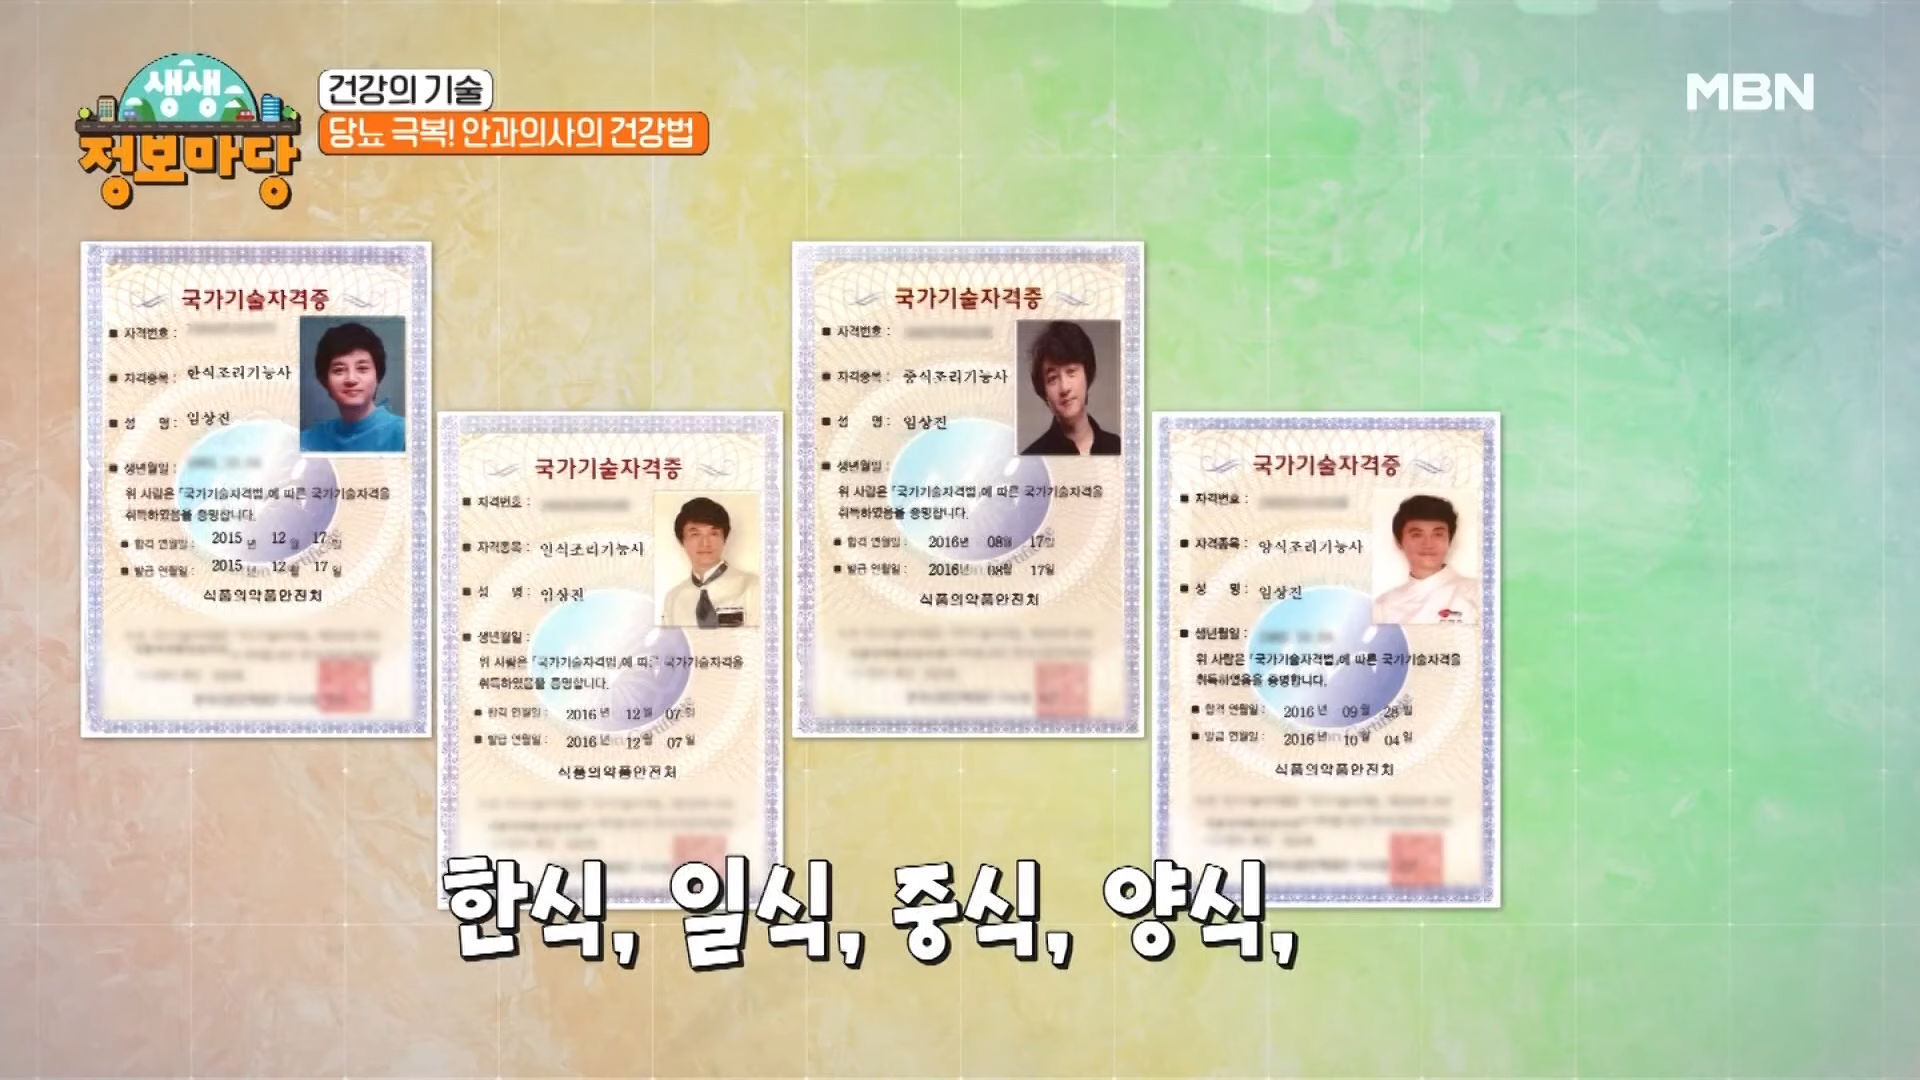 생생
정보마당
건강의 기술
당뇨 극복! 안과의사의 건강법
MBN
국가기술자격증
■ 자격번호 :
■ 자격종목 : 한식조리기능사
■ 성 명 : 임상진
■ 생년월일 :
위 사람은 「국가기술자격법」에 따른 국가기술자격을
취득하였음을 증명합니다.
■ 합격 연월일 : 2015 년 12 월 17 일
■ 발급 연월일 : 2015 년 12 월 17 일
식품의약품안전처
국가기술자격증
■ 자격번호 :
■ 자격종목 : 일식조리기능사
■ 성 명 : 임상진
■ 생년월일 :
위 사람은 「국가기술자격법」에 따른 국가기술자격을
취득하였음을 증명합니다.
■ 합격 연월일 : 2016 년 12 월 07 일
■ 발급 연월일 : 2016 년 12 월 07 일
식품의약품안전처
국가기술자격증
■ 자격번호 :
■ 자격종목 : 중식조리기능사
■ 성 명 : 임상진
■ 생년월일 :
위 사람은 「국가기술자격법」에 따른 국가기술자격을
취득하였음을 증명합니다.
■ 합격 연월일 : 2016년 08월 17일
■ 발급 연월일 : 2016년 08월 17일
식품의약품안전처
국가기술자격증
■ 자격번호 :
■ 자격종목 : 양식조리기능사
■ 성 명 : 임상진
■ 생년월일 :
위 사람은 「국가기술자격법」에 따른 국가기술자격을
취득하였음을 증명합니다.
■ 합격 연월일 : 2016 년 09 월 28 일
■ 발급 연월일 : 2016 년 10 월 04 일
식품의약품안전처
한식, 일식, 중식, 양식,